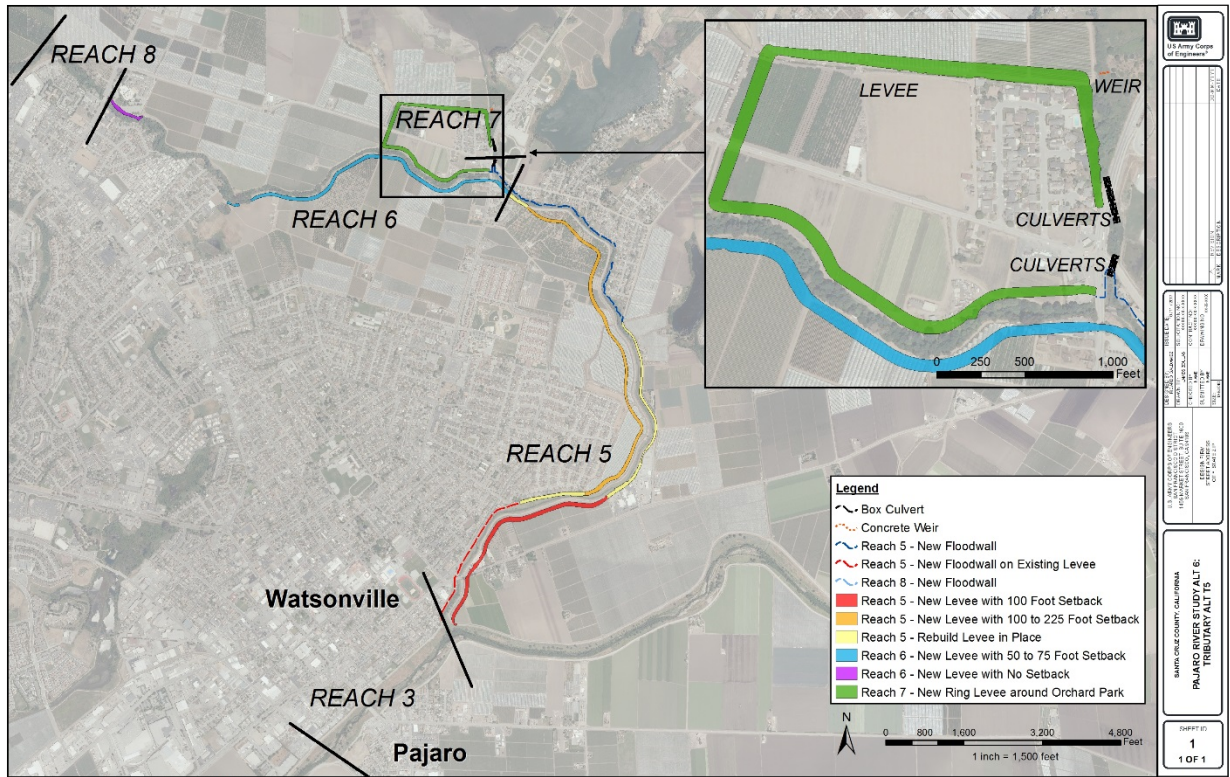 REACH 8
REACH 7
REACH 6
REACH 5
REACH 3
Watsonville
Pajaro
LEVEE
WEIR
CULVERTS
CULVERTS
0 250 500 1,000
Feet
Legend
Box Culvert
Concrete Weir
Reach 5 - New Floodwall
Reach 5 - New Floodwall on Existing Levee
Reach 8 - New Floodwall
Reach 5 - New Levee with 100 Foot Setback
Reach 5 - New Levee with 100 to 225 Foot Setback
Reach 5 - Rebuild Levee in Place
Reach 6 - New Levee with 50 to 75 Foot Setback
Reach 6 - New Levee with No Setback
Reach 7 - New Ring Levee around Orchard Park
N
0 800 1,600 3,200 4,800
Feet
1 inch = 1,500 feet
US Army Corps
of Engineers®
SANTA CRUZ COUNTY, CALIFORNIA
PAJARO RIVER STUDY ALT 6:
TRIBUTARY ALT T5
SHEET ID
1
1 OF 1